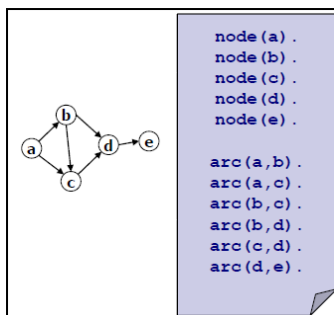 b
a
d
e
c
node(a).
node(b).
node(c).
node(d).
node(e).
arc(a,b).
arc(a,c).
arc(b,c).
arc(b,d).
arc(c,d).
arc(d,e).